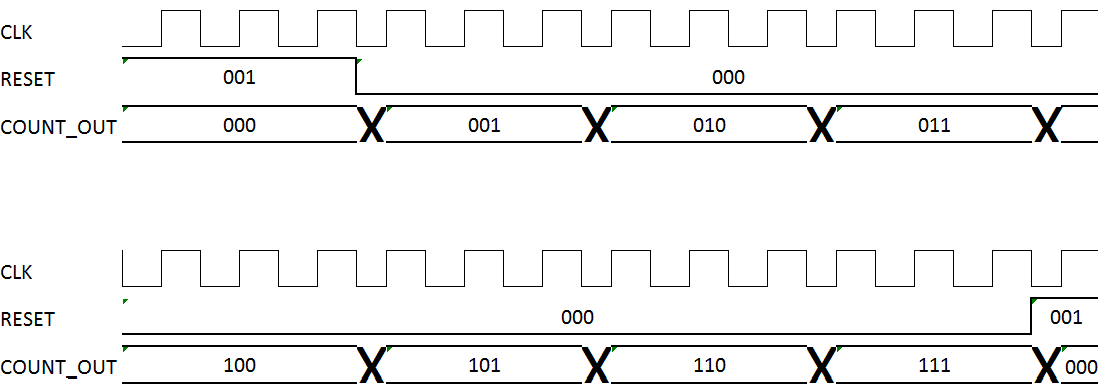 CLK
RESET 001 000
COUNT_OUT 000 X 001 X 010 X 011 X
CLK
RESET 000 001
COUNT_OUT 100 X 101 X 110 X 111 X 000